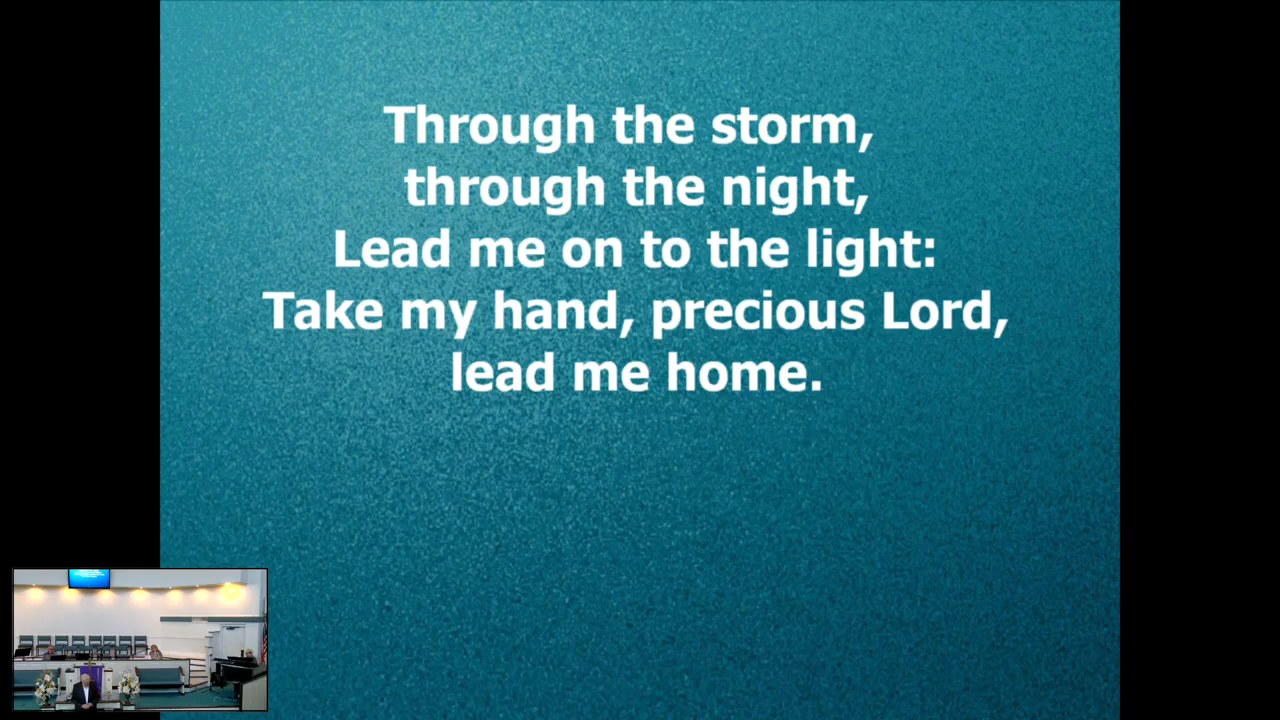 Through the storm,
through the night,
Lead me on to the light:
Take my hand, precious Lord,
lead me home.